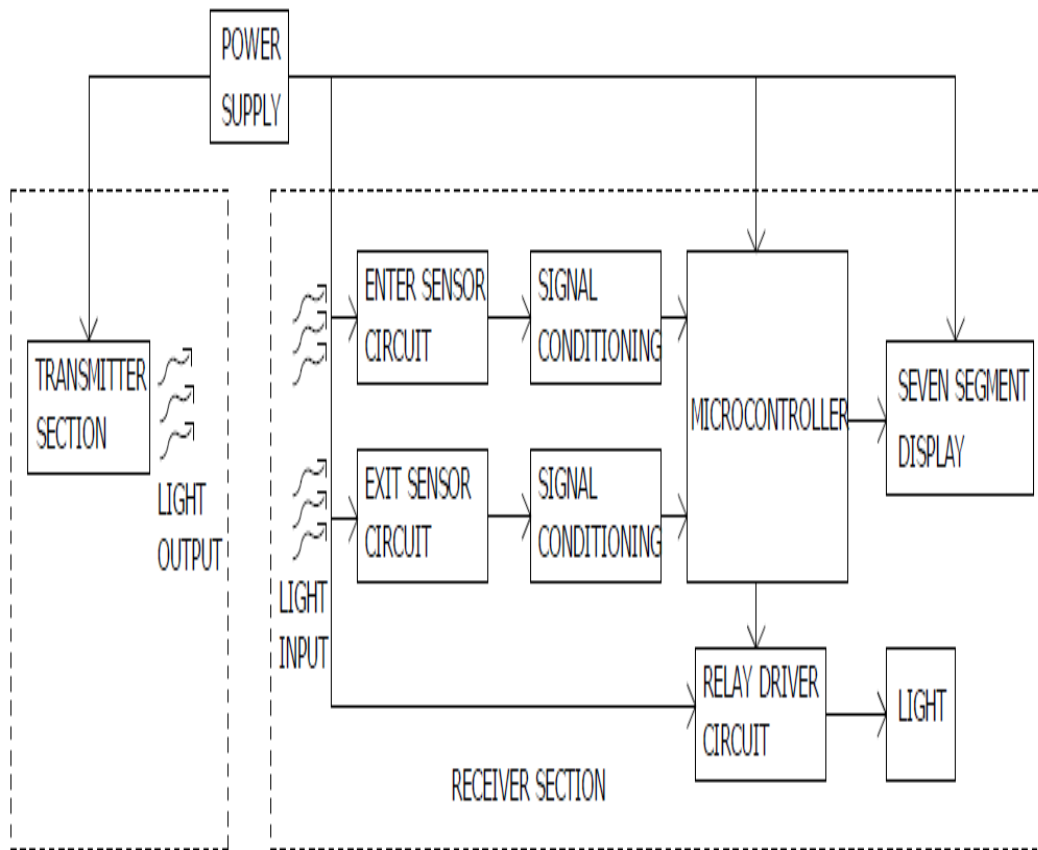 POWER
SUPPLY
TRANSMITTER
SECTION
LIGHT
OUTPUT
ENTER SENSOR
CIRCUIT
SIGNAL
CONDITIONING
EXIT SENSOR
CIRCUIT
SIGNAL
CONDITIONING
LIGHT
INPUT
MICROCONTROLLER
SEVEN SEGMENT
DISPLAY
RELAY DRIVER
CIRCUIT
LIGHT
RECEIVER SECTION